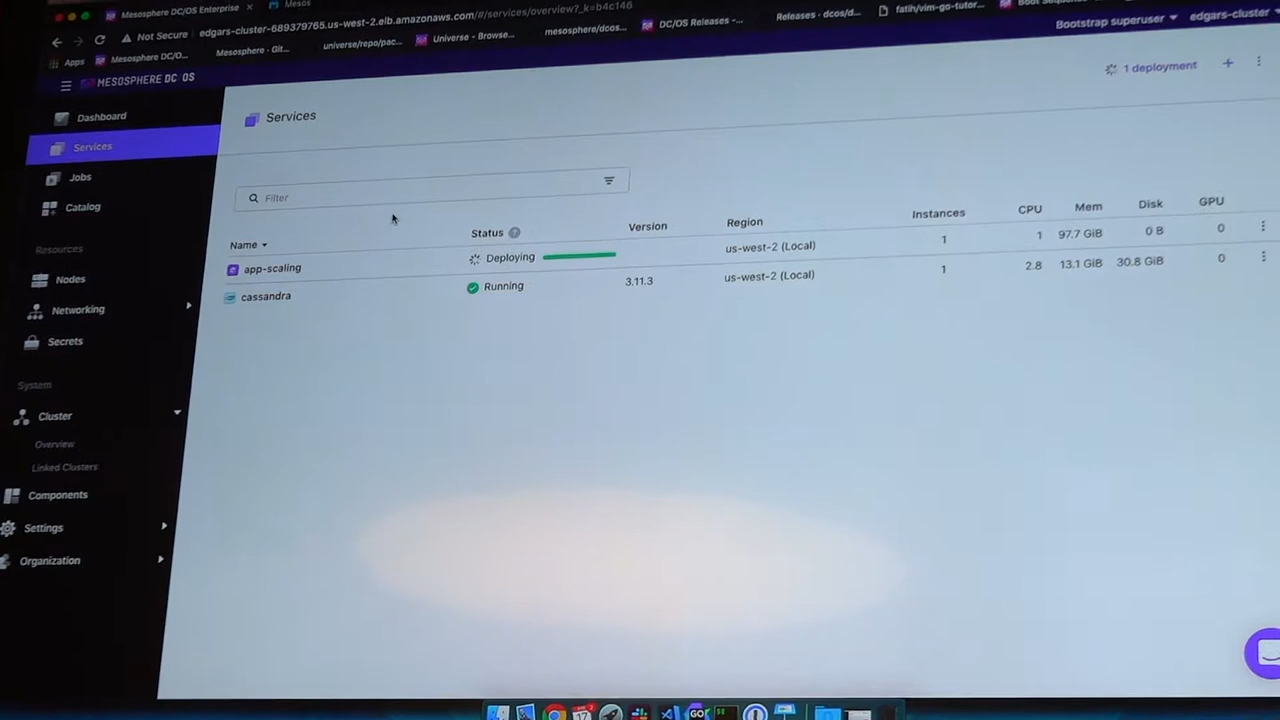 Mesosphere DC/OS Enterprise
Mesos
Not Secure
edgars-cluster-689379765.us-west-2.elb.amazonaws.com/#/services/overview?_k=b4c146
Apps
Mesosphere DC/O...
Mesosphere · Git...
universe/repo/pac...
Universe - Browse...
mesosphere/dcos...
DC/OS Releases -...
Releases · dcos/d...
fatih/vim-go-tutor...
Bootstrap superuser
edgars-cluster
MESOSPHERE DC/OS
1 deployment
Dashboard
Services
Jobs
Catalog
Resources
Nodes
Networking
Secrets
System
Cluster
Overview
Linked Clusters
Components
Settings
Organization
Services
Filter
Name Status Version Region Instances CPU Mem Disk GPU
app-scaling Deploying us-west-2 (Local) 1 1 97.7 GiB 0 B 0
cassandra Running 3.11.3 us-west-2 (Local) 1 2.8 13.1 GiB 30.8 GiB 0
17
GO